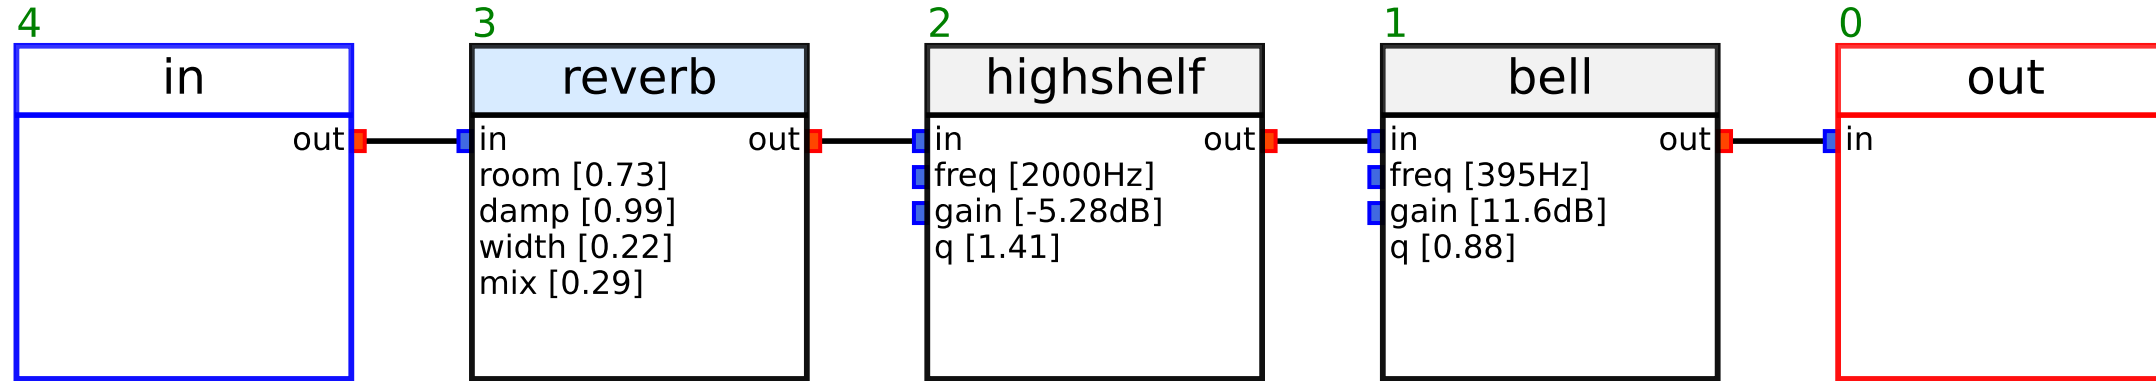 4
in
out
3
reverb
in out
room [0.73]
damp [0.99]
width [0.22]
mix [0.29]
2
highshelf
in out
freq [2000Hz]
gain [-5.28dB]
q [1.41]
1
bell
in out
freq [395Hz]
gain [11.6dB]
q [0.88]
0
out
in